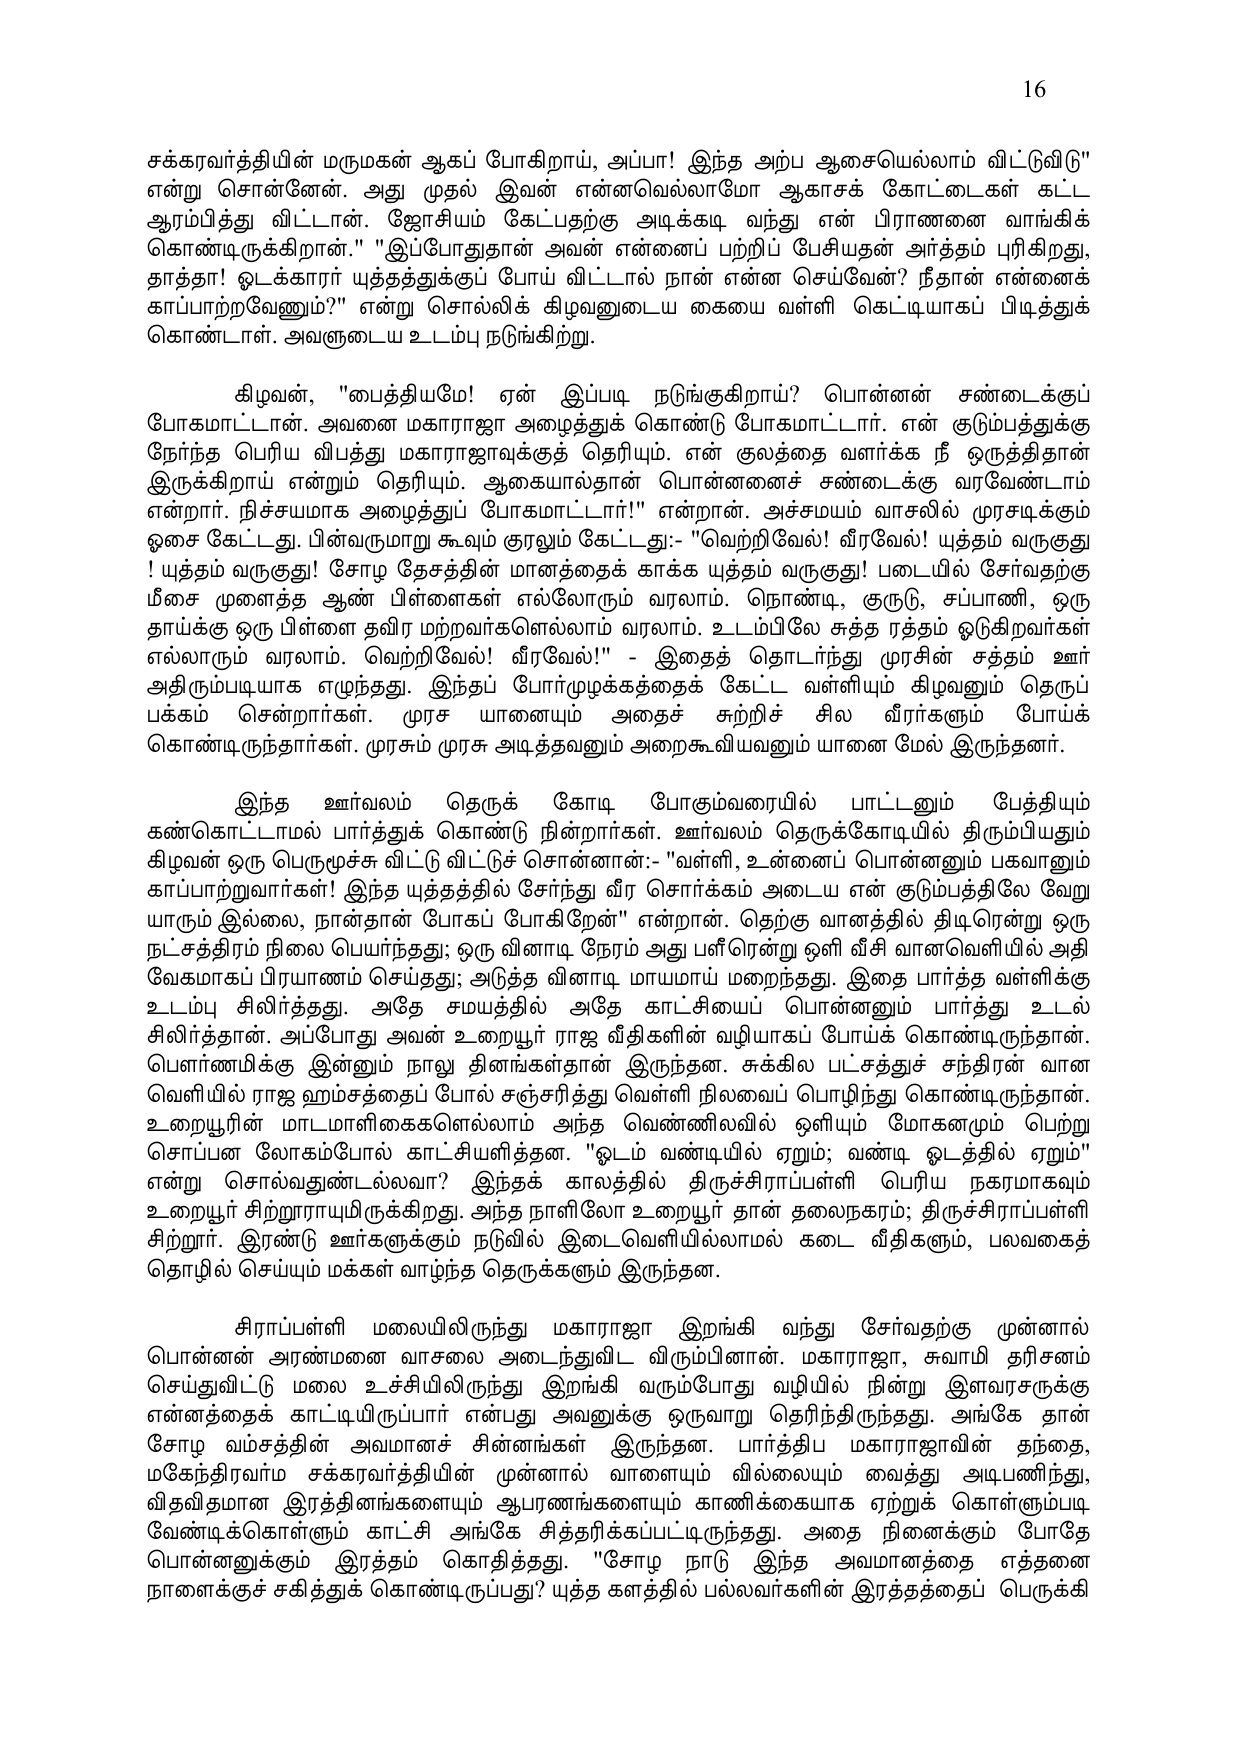 16
சக்கரவர்த்தியின் மருமகன் ஆகப் போகிறாய், அப்பா! இந்த அற்ப ஆசையெல்லாம் விட்டுவிடு"
என்று சொன்னேன். அது முதல் இவன் என்னவெல்லாமோ ஆகாசக் கோட்டைகள் கட்ட
ஆரம்பித்து விட்டான். ஜோசியம் கேட்பதற்கு அடிக்கடி வந்து என் பிராணனை வாங்கிக்
கொண்டிருக்கிறான்." "இப்போதுதான் அவன் என்னைப் பற்றிப் பேசியதன் அர்த்தம் புரிகிறது,
தாத்தா! ஓடக்காரர் யுத்தத்துக்குப் போய் விட்டால் நான் என்ன செய்வேன்? நீதான் என்னைக்
காப்பாற்றவேணும்?" என்று சொல்லிக் கிழவனுடைய கையை வள்ளி கெட்டியாகப் பிடித்துக்
கொண்டாள். அவளுடைய உடம்பு நடுங்கிற்று.
கிழவன், "பைத்தியமே! ஏன் இப்படி நடுங்குகிறாய்? பொன்னன் சண்டைக்குப்
போகமாட்டான். அவனை மகாராஜா அழைத்துக் கொண்டு போகமாட்டார். என் குடும்பத்துக்கு
நேர்ந்த பெரிய விபத்து மகாராஜாவுக்குத் தெரியும். என் குலத்தை வளர்க்க நீ ஒருத்திதான்
இருக்கிறாய் என்றும் தெரியும். ஆகையால்தான் பொன்னனைச் சண்டைக்கு வரவேண்டாம்
என்றார். நிச்சயமாக அழைத்துப் போகமாட்டார்!" என்றான். அச்சமயம் வாசலில் முரசடிக்கும்
ஓசை கேட்டது. பின்வருமாறு கூவும் குரலும் கேட்டது:- "வெற்றிவேல்! வீரவேல்! யுத்தம் வருகுது
! யுத்தம் வருகுது! சோழ தேசத்தின் மானத்தைக் காக்க யுத்தம் வருகுது! படையில் சேர்வதற்கு
மீசை முளைத்த ஆண் பிள்ளைகள் எல்லோரும் வரலாம். நொண்டி, குருடு, சப்பாணி, ஒரு
தாய்க்கு ஒரு பிள்ளை தவிர மற்றவர்களெல்லாம் வரலாம். உடம்பிலே சுத்த ரத்தம் ஓடுகிறவர்கள்
எல்லாரும் வரலாம். வெற்றிவேல்! வீரவேல்!" - இதைத் தொடர்ந்து முரசின் சத்தம் ஊர்
அதிரும்படியாக எழுந்தது. இந்தப் போர்முழக்கத்தைக் கேட்ட வள்ளியும் கிழவனும் தெருப்
பக்கம் சென்றார்கள். முரச யானையும் அதைச் சுற்றிச் சில வீரர்களும் போய்க்
கொண்டிருந்தார்கள். முரசும் முரசு அடித்தவனும் அறைகூவியவனும் யானை மேல் இருந்தனர்.
இந்த ஊர்வலம் தெருக் கோடி போகும்வரையில் பாட்டனும் பேத்தியும்
கண்கொட்டாமல் பார்த்துக் கொண்டு நின்றார்கள். ஊர்வலம் தெருக்கோடியில் திரும்பியதும்
கிழவன் ஒரு பெருமூச்சு விட்டு விட்டுச் சொன்னான்:- "வள்ளி, உன்னைப் பொன்னனும் பகவானும்
காப்பாற்றுவார்கள்! இந்த யுத்தத்தில் சேர்ந்து வீர சொர்க்கம் அடைய என் குடும்பத்திலே வேறு
யாரும் இல்லை, நான்தான் போகப் போகிறேன்" என்றான். தெற்கு வானத்தில் திடிரென்று ஒரு
நட்சத்திரம் நிலை பெயர்ந்தது; ஒரு வினாடி நேரம் அது பளீரென்று ஒளி வீசி வானவெளியில் அதி
வேகமாகப் பிரயாணம் செய்தது; அடுத்த வினாடி மாயமாய் மறைந்தது. இதை பார்த்த வள்ளிக்கு
உடம்பு சிலிர்த்தது. அதே சமயத்தில் அதே காட்சியைப் பொன்னனும் பார்த்து உடல்
சிலிர்த்தான். அப்போது அவன் உறையூர் ராஜ வீதிகளின் வழியாகப் போய்க் கொண்டிருந்தான்.
பௌர்ணமிக்கு இன்னும் நாலு தினங்கள்தான் இருந்தன. சுக்கில பட்சத்துச் சந்திரன் வான
வெளியில் ராஜ ஹம்சத்தைப் போல் சஞ்சரித்து வெள்ளி நிலவைப் பொழிந்து கொண்டிருந்தான்.
உறையூரின் மாடமாளிகைகளெல்லாம் அந்த வெண்ணிலவில் ஒளியும் மோகனமும் பெற்று
சொப்பன லோகம்போல் காட்சியளித்தன. "ஓடம் வண்டியில் ஏறும்; வண்டி ஓடத்தில் ஏறும்"
என்று சொல்வதுண்டல்லவா? இந்தக் காலத்தில் திருச்சிராப்பள்ளி பெரிய நகரமாகவும்
உறையூர் சிற்றூராயுமிருக்கிறது. அந்த நாளிலோ உறையூர் தான் தலைநகரம்; திருச்சிராப்பள்ளி
சிற்றூர். இரண்டு ஊர்களுக்கும் நடுவில் இடைவெளியில்லாமல் கடை வீதிகளும், பலவகைத்
தொழில் செய்யும் மக்கள் வாழ்ந்த தெருக்களும் இருந்தன.
சிராப்பள்ளி மலையிலிருந்து மகாராஜா இறங்கி வந்து சேர்வதற்கு முன்னால்
பொன்னன் அரண்மனை வாசலை அடைந்துவிட விரும்பினான். மகாராஜா, சுவாமி தரிசனம்
செய்துவிட்டு மலை உச்சியிலிருந்து இறங்கி வரும்போது வழியில் நின்று இளவரசருக்கு
என்னத்தைக் காட்டியிருப்பார் என்பது அவனுக்கு ஒருவாறு தெரிந்திருந்தது. அங்கே தான்
சோழ வம்சத்தின் அவமானச் சின்னங்கள் இருந்தன. பார்த்திப மகாராஜாவின் தந்தை,
மகேந்திரவர்ம சக்கரவர்த்தியின் முன்னால் வாளையும் வில்லையும் வைத்து அடிபணிந்து,
விதவிதமான இரத்தினங்களையும் ஆபரணங்களையும் காணிக்கையாக ஏற்றுக் கொள்ளும்படி
வேண்டிக்கொள்ளும் காட்சி அங்கே சித்தரிக்கப்பட்டிருந்தது. அதை நினைக்கும் போதே
பொன்னனுக்கும் இரத்தம் கொதித்தது. "சோழ நாடு இந்த அவமானத்தை எத்தனை
நாளைக்குச் சகித்துக் கொண்டிருப்பது? யுத்த களத்தில் பல்லவர்களின் இரத்தத்தைப் பெருக்கி